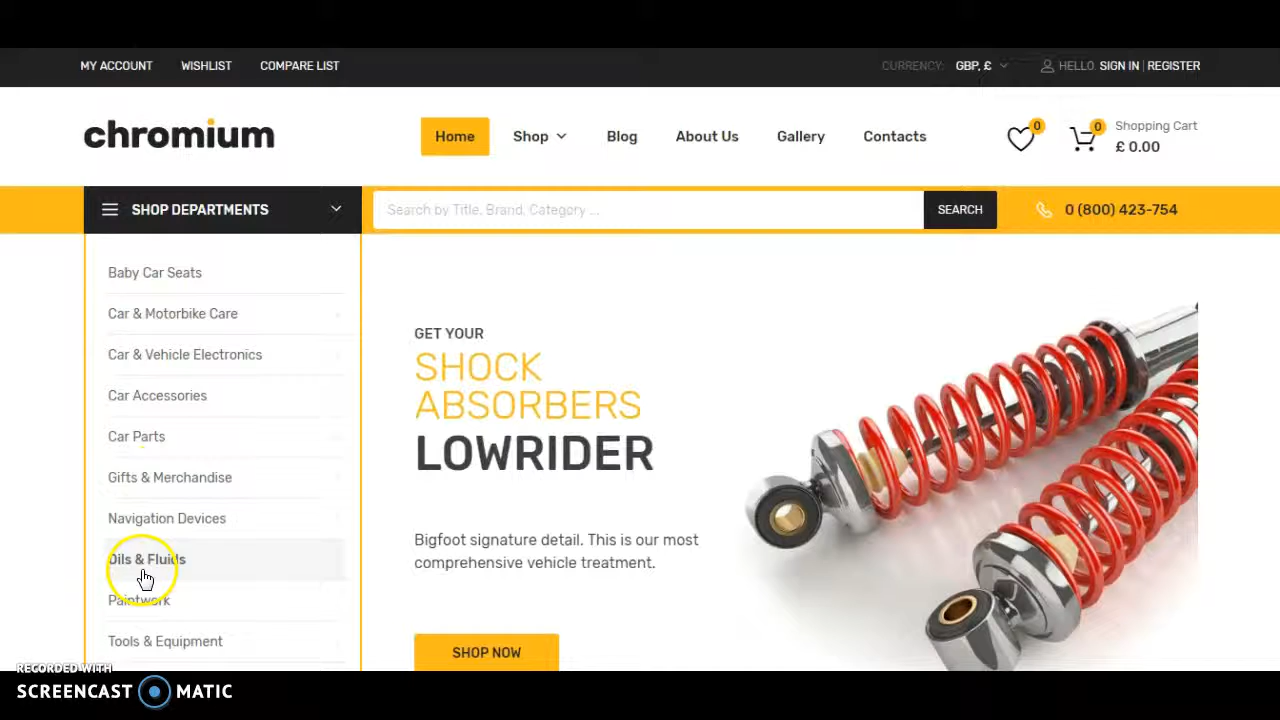 MY ACCOUNT WISHLIST COMPARE LIST CURRENCY: GBP, £ HELLO. SIGN IN | REGISTER
chromium
Home Shop Blog About Us Gallery Contacts 0 0 Shopping Cart
£ 0.00
SHOP DEPARTMENTS Search by Title, Brand, Category ... SEARCH 0 (800) 423-754
Baby Car Seats
Car & Motorbike Care
Car & Vehicle Electronics
Car Accessories
Car Parts
Gifts & Merchandise
Navigation Devices
Oils & Fluids
Paintwork
Tools & Equipment
GET YOUR
SHOCK
ABSORBERS
LOWRIDER
Bigfoot signature detail. This is our most
comprehensive vehicle treatment.
SHOP NOW
RECORDED WITH
SCREENCAST MATIC